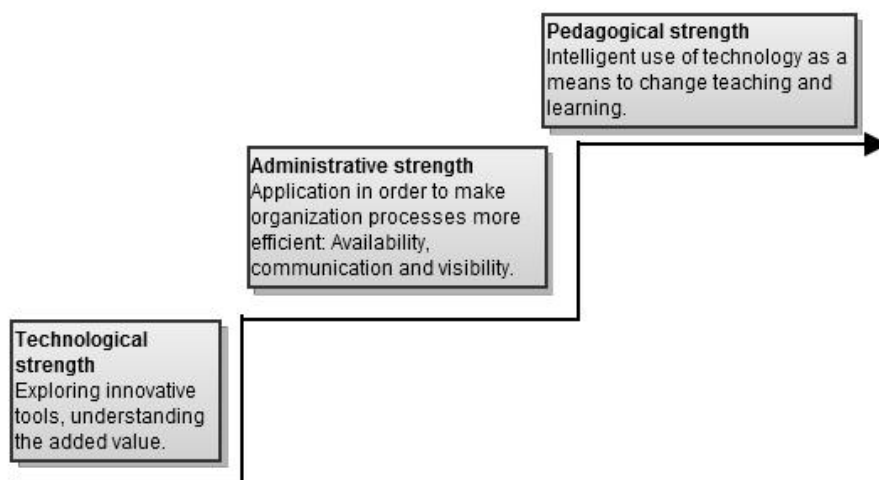 Pedagogical strength
Intelligent use of technology as a
means to change teaching and
learning.
Administrative strength
Application in order to make
organization processes more
efficient: Availability,
communication and visibility.
Technological
strength
Exploring innovative
tools, understanding
the added value.